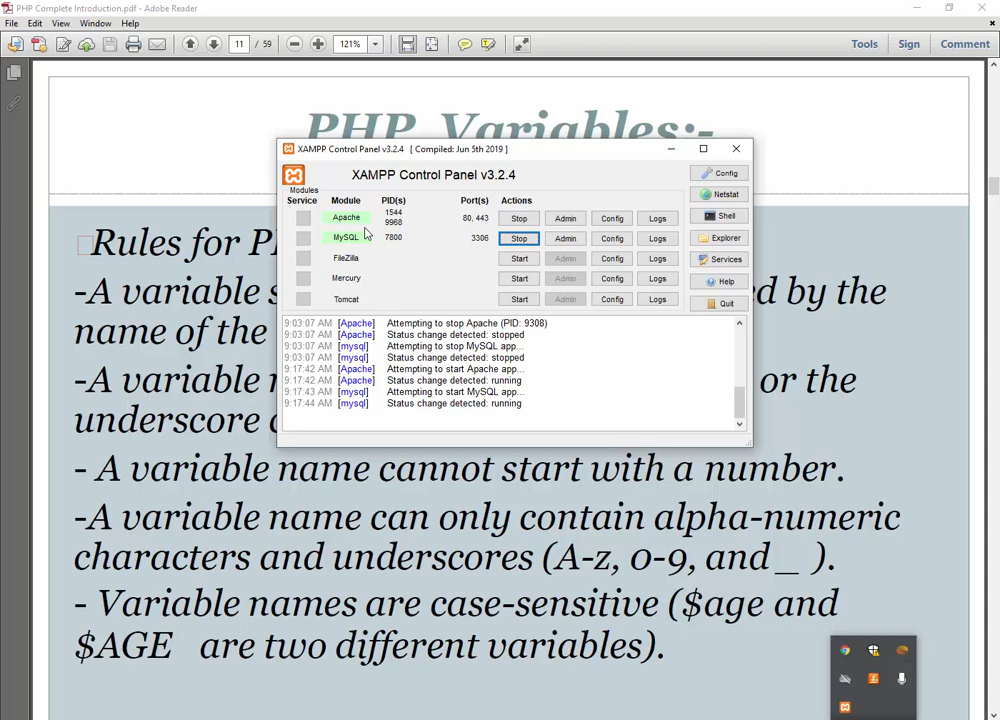 PHP Complete Introduction.pdf - Adobe Reader
File Edit View Window Help
11 / 59 121% Tools Sign Comment
PHP Variables:-
XAMPP Control Panel v3.2.4 [ Compiled: Jun 5th 2019 ]
XAMPP Control Panel v3.2.4
Config
Modules
Service Module PID(s) Port(s) Actions
Netstat
Apache 1544 9968 80, 443 Stop Admin Config Logs
Shell
MySQL 7800 3306 Stop Admin Config Logs
Explorer
FileZilla Start Admin Config Logs
Services
Mercury Start Admin Config Logs
Help
Tomcat Start Admin Config Logs
Quit
9:03:07 AM [Apache] Attempting to stop Apache (PID: 9308)
9:03:07 AM [Apache] Status change detected: stopped
9:03:07 AM [mysql] Attempting to stop MySQL app...
9:03:07 AM [mysql] Status change detected: stopped
9:17:42 AM [Apache] Attempting to start Apache app...
9:17:42 AM [Apache] Status change detected: running
9:17:43 AM [mysql] Attempting to start MySQL app...
9:17:44 AM [mysql] Status change detected: running
Rules for P
-A variable s d by the
name of the
-A variable or the
underscore
- A variable name cannot start with a number.
-A variable name can only contain alpha-numeric
characters and underscores (A-z, 0-9, and _ ).
- Variable names are case-sensitive ($age and
$AGE are two different variables).